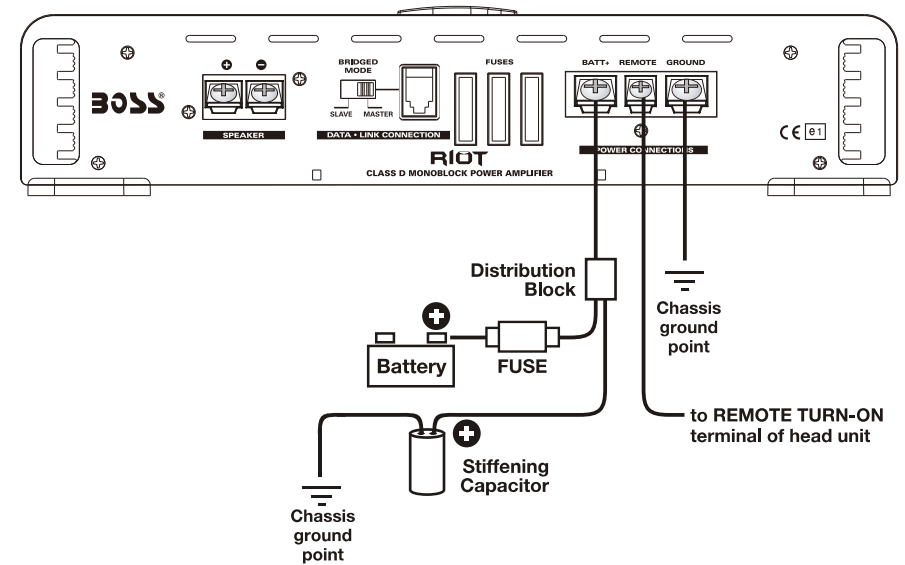 BOSS®
+ −
SPEAKER
BRIDGED
MODE
SLAVE MASTER
DATA • LINK CONNECTION
FUSES
BATT+ REMOTE GROUND
POWER CONNECTIONS
CE e1
RIOT
CLASS D MONOBLOCK POWER AMPLIFIER
Distribution
Block
Chassis
ground
point
+
Battery
FUSE
to REMOTE TURN-ON
terminal of head unit
+
Stiffening
Capacitor
Chassis
ground
point